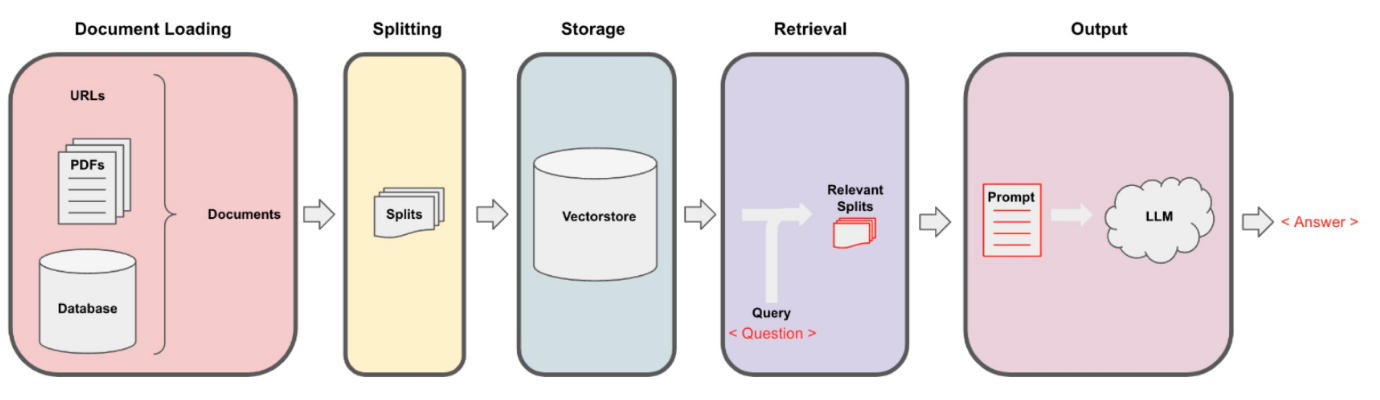 Document Loading
Splitting
Storage
Retrieval
Output
URLs
PDFs
Documents
Database
Splits
Vectorstore
Relevant
Splits
Query
< Question >
Prompt
LLM
< Answer >